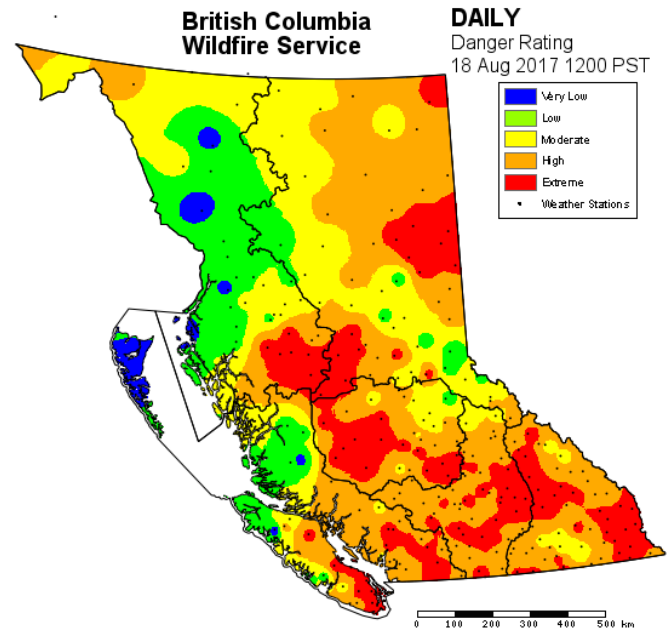 British Columbia
Wildfire Service
DAILY
Danger Rating
18 Aug 2017 1200 PST
Very Low
Low
Moderate
High
Extreme
Weather Stations
0 100 200 300 400 500 km